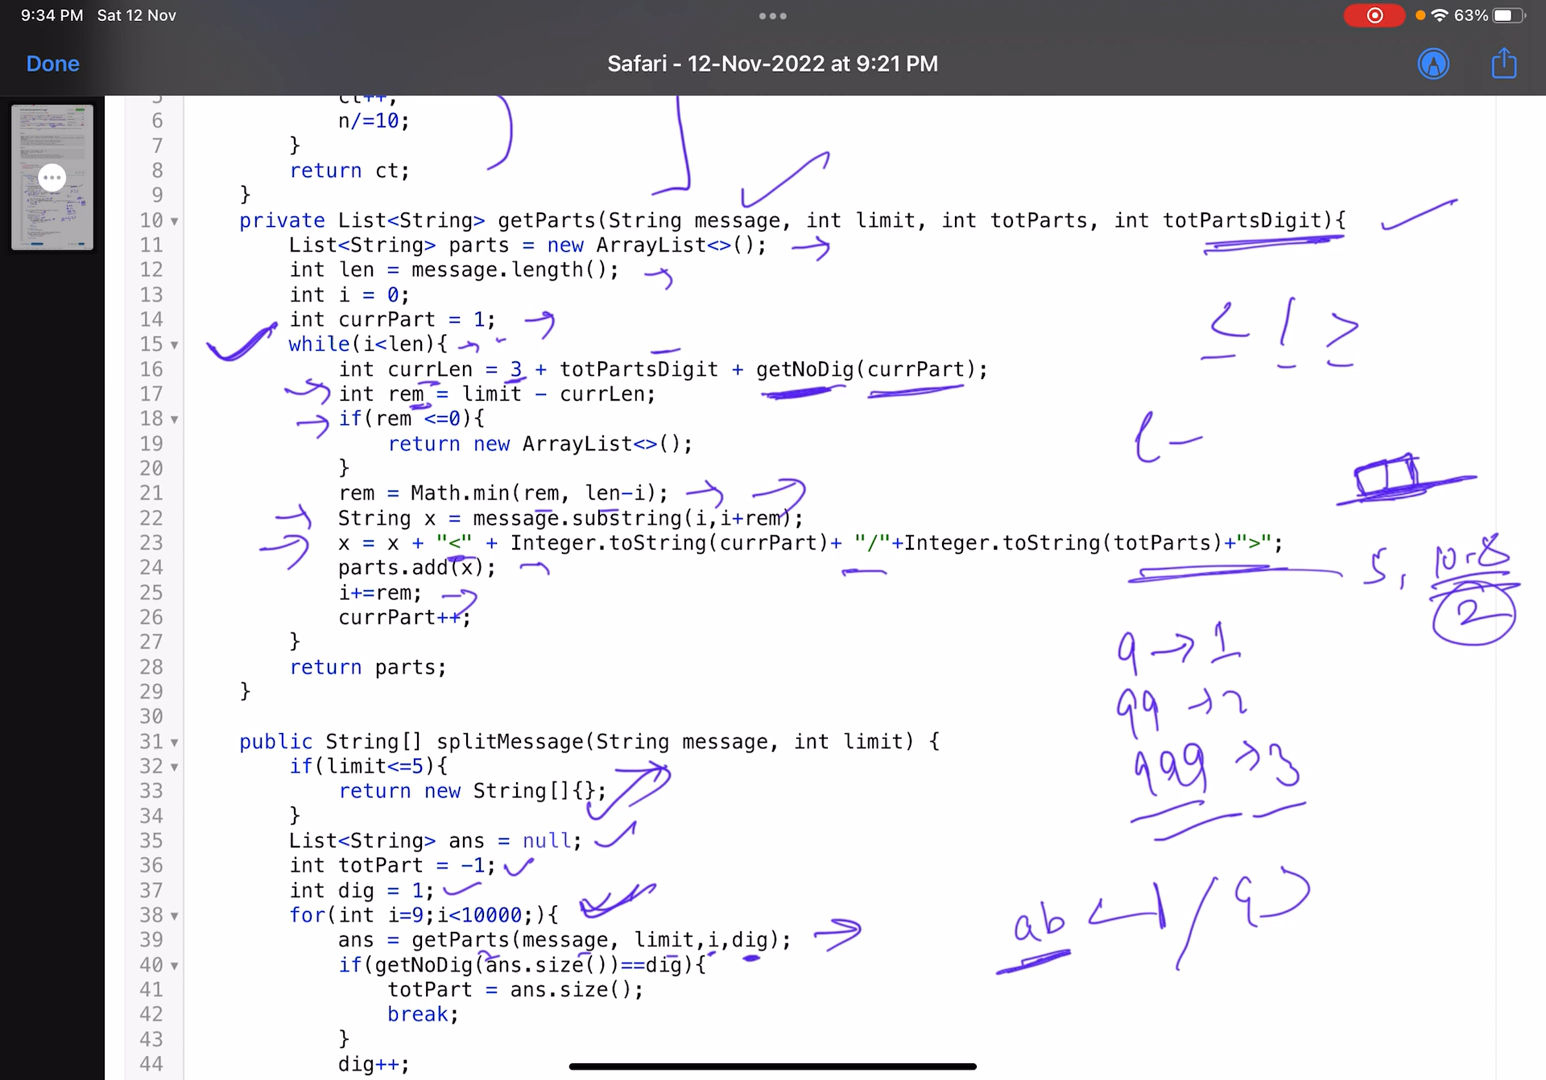 9:34 PM Sat 12 Nov
63%
Done
Safari - 12-Nov-2022 at 9:21 PM
5 ct++;
6 n/=10;
7 }
8 return ct;
9 }
10 private List<String> getParts(String message, int limit, int totParts, int totPartsDigit){
11 List<String> parts = new ArrayList<>();
12 int len = message.length();
13 int i = 0;
14 int currPart = 1;
15 while(i<len){
16 int currLen = 3 + totPartsDigit + getNoDig(currPart);
17 int rem = limit - currLen;
18 if(rem <=0){
19 return new ArrayList<>();
20 }
21 rem = Math.min(rem, len-i);
22 String x = message.substring(i,i+rem);
23 x = x + "<" + Integer.toString(currPart)+ "/"+Integer.toString(totParts)+">";
24 parts.add(x);
25 i+=rem;
26 currPart++;
27 }
28 return parts;
29 }
30
31 public String[] splitMessage(String message, int limit) {
32 if(limit<=5){
33 return new String[]{};
34 }
35 List<String> ans = null;
36 int totPart = -1;
37 int dig = 1;
38 for(int i=9;i<10000;){
39 ans = getParts(message, limit,i,dig);
40 if(getNoDig(ans.size())==dig){
41 totPart = ans.size();
42 break;
43 }
44 dig++;
< / >
5, 10-8
2
9 → 1
99 → 2
999 → 3
ab < 1 / 9 >